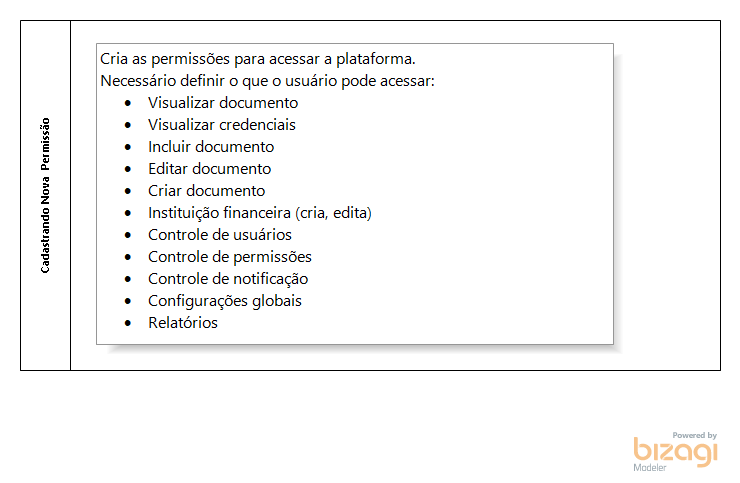 Cadastrando Nova Permissão
Cria as permissões para acessar a plataforma.
Necessário definir o que o usuário pode acessar:
• Visualizar documento
• Visualizar credenciais
• Incluir documento
• Editar documento
• Criar documento
• Instituição financeira (cria, edita)
• Controle de usuários
• Controle de permissões
• Controle de notificação
• Configurações globais
• Relatórios
Powered by
bizagi
Modeler